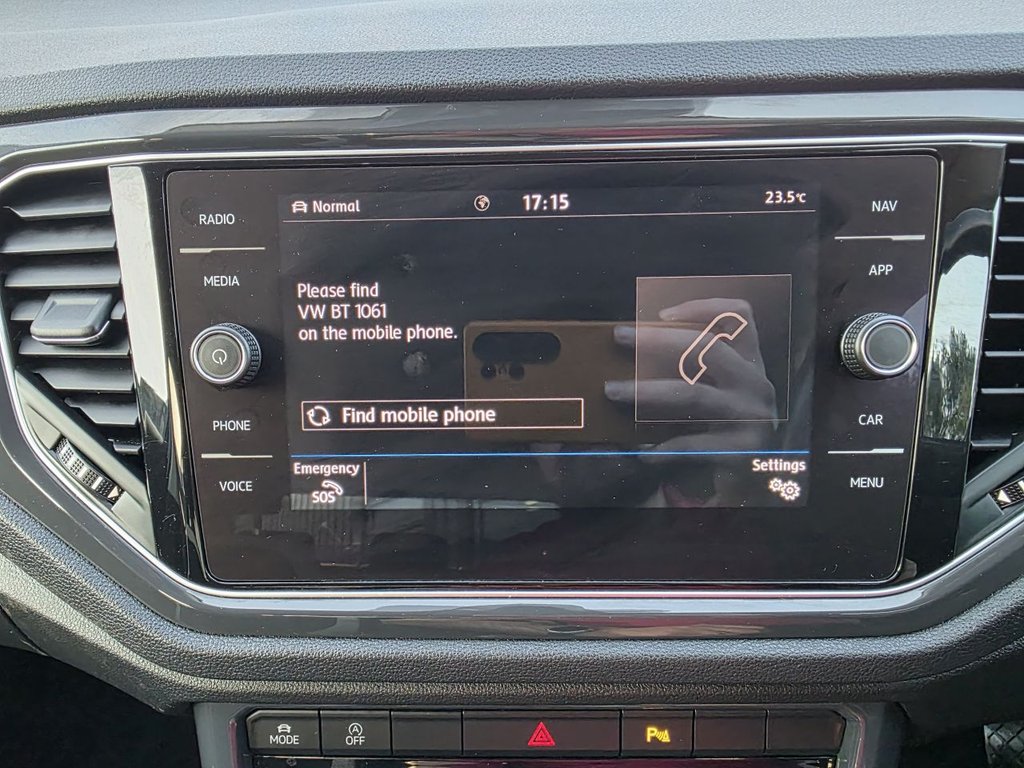 RADIO
MEDIA
PHONE
VOICE
Normal 17:15 23.5°C
Please find
VW BT 1061
on the mobile phone.
Find mobile phone
Emergency
SOS
Settings
NAV
APP
CAR
MENU
MODE
A
OFF
P